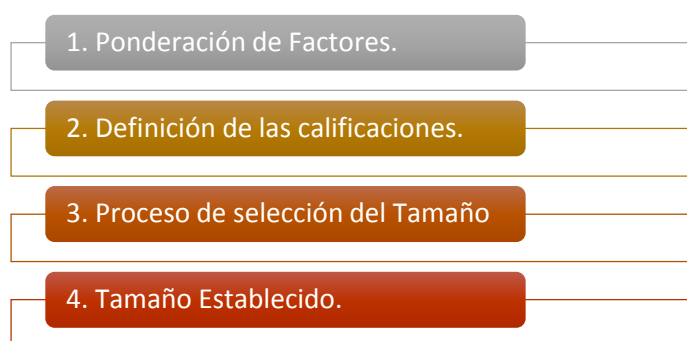 1. Ponderación de Factores.
2. Definición de las calificaciones.
3. Proceso de selección del Tamaño
4. Tamaño Establecido.